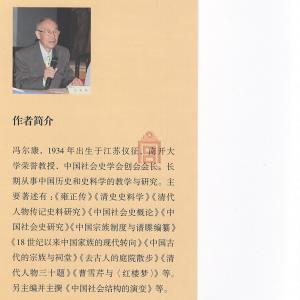 作者简介
冯尔康，1934年出生于江苏仪征，南开大
学荣誉教授，中国社会史学会创会会长。长
期从事中国历史和史料学的教学与研究。主
要著述有：《雍正传》《清史史料学》《清代
人物传记史料研究》《中国社会史概论》《中
国社会史研究》《中国宗族制度与谱牒编纂》
《18世纪以来中国家族的现代转向》《中国古
代的宗族与祠堂》《去古人的庭院散步》《清
代人物三十题》《曹雪芹与〈红楼梦〉》等。
另主编并主撰《中国社会结构的演变》等。